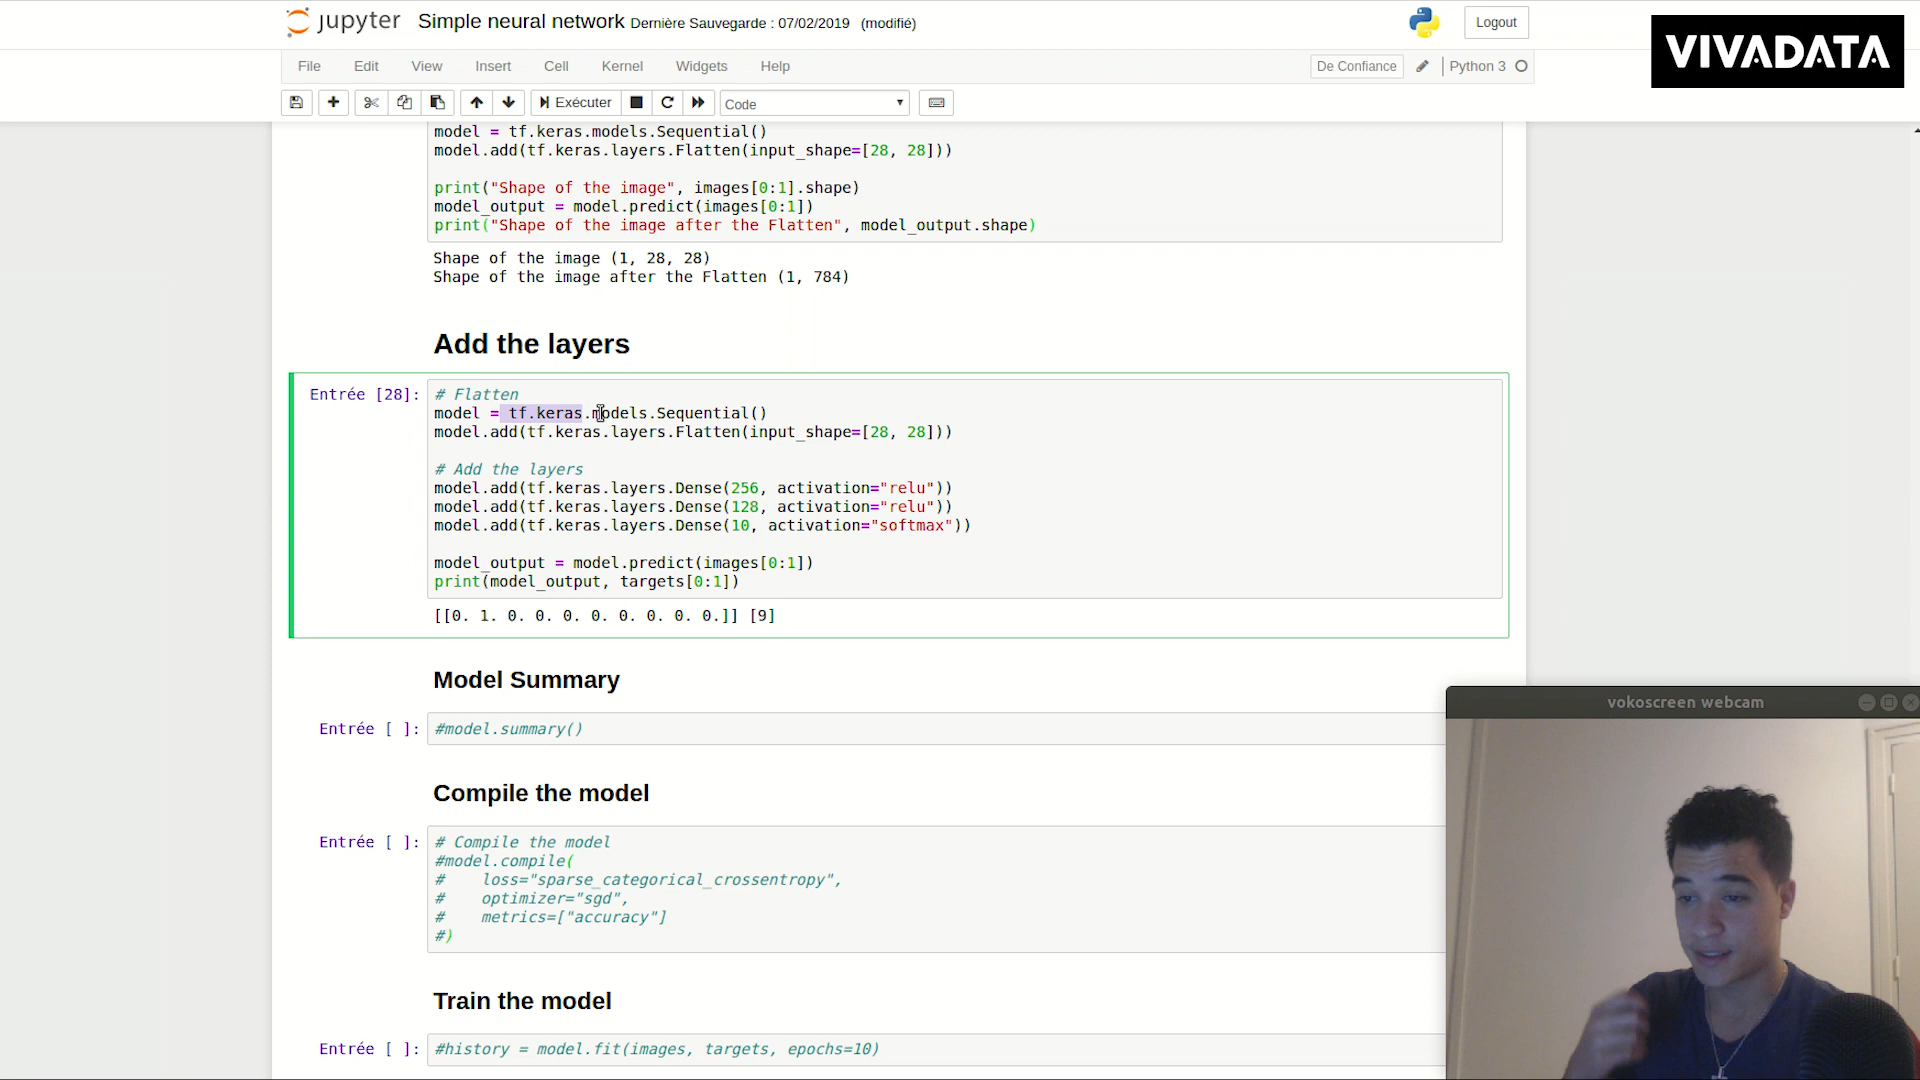 jupyter Simple neural network Dernière Sauvegarde : 07/02/2019 (modifié)
Logout
VIVADATA
File Edit View Insert Cell Kernel Widgets Help
De Confiance
Python 3
Exécuter
Code
model = tf.keras.models.Sequential()
model.add(tf.keras.layers.Flatten(input_shape=[28, 28]))
print("Shape of the image", images[0:1].shape)
model_output = model.predict(images[0:1])
print("Shape of the image after the Flatten", model_output.shape)
Shape of the image (1, 28, 28)
Shape of the image after the Flatten (1, 784)
Add the layers
Entrée [28]:
# Flatten
model = tf.keras.models.Sequential()
model.add(tf.keras.layers.Flatten(input_shape=[28, 28]))
# Add the layers
model.add(tf.keras.layers.Dense(256, activation="relu"))
model.add(tf.keras.layers.Dense(128, activation="relu"))
model.add(tf.keras.layers.Dense(10, activation="softmax"))
model_output = model.predict(images[0:1])
print(model_output, targets[0:1])
[[0. 1. 0. 0. 0. 0. 0. 0. 0. 0.]] [9]
Model Summary
Entrée [ ]:
#model.summary()
Compile the model
Entrée [ ]:
# Compile the model
#model.compile(
#    loss="sparse_categorical_crossentropy",
#    optimizer="sgd",
#    metrics=["accuracy"]
#)
Train the model
Entrée [ ]:
#history = model.fit(images, targets, epochs=10)
vokoscreen webcam